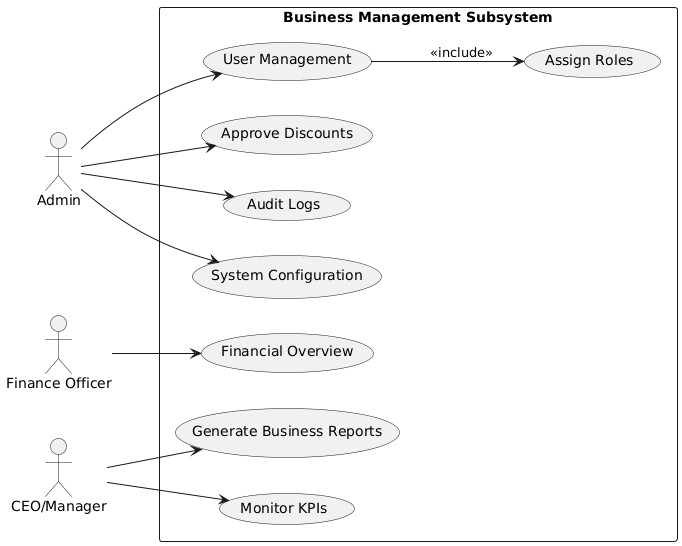 Business Management Subsystem
User Management
«include»
Assign Roles
Approve Discounts
Admin
Audit Logs
System Configuration
Finance Officer
Financial Overview
Generate Business Reports
CEO/Manager
Monitor KPIs